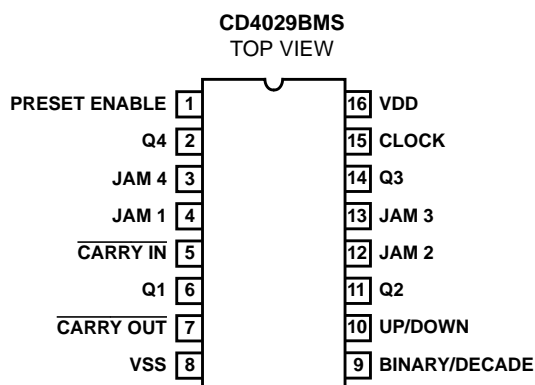 CD4029BMS
TOP VIEW
PRESET ENABLE 1 16 VDD
Q4 2 15 CLOCK
JAM 4 3 14 Q3
JAM 1 4 13 JAM 3
CARRY IN 5 12 JAM 2
Q1 6 11 Q2
CARRY OUT 7 10 UP/DOWN
VSS 8 9 BINARY/DECADE